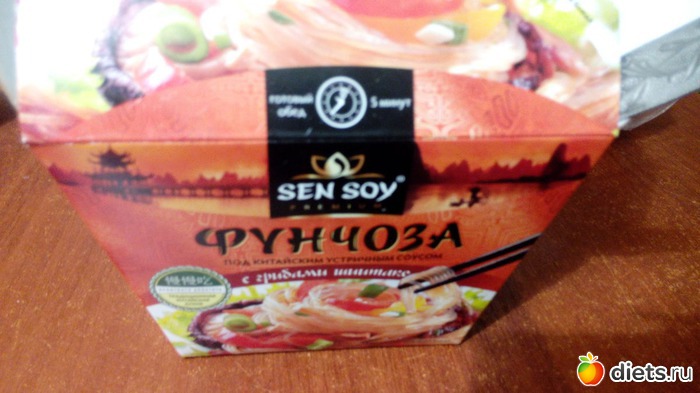 готовый обед
5 минут
SEN SOY®
PREMIUM
ФУНЧОЗА
ПОД КИТАЙСКИМ УСТРИЧНЫМ СОУСОМ
с грибами шиитаке
diets.ru